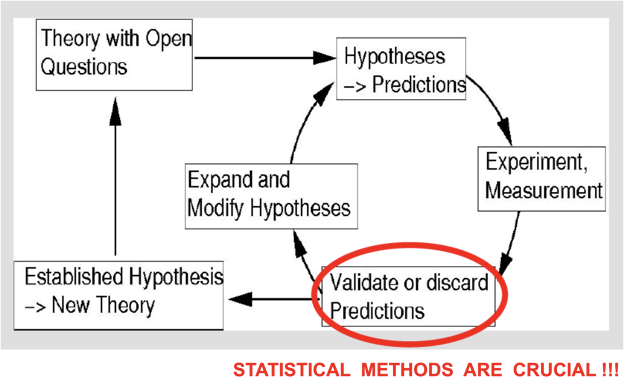 Theory with Open
Questions
Hypotheses
–> Predictions
Expand and
Modify Hypotheses
Experiment,
Measurement
Established Hypothesis
–> New Theory
Validate or discard
Predictions
STATISTICAL METHODS ARE CRUCIAL !!!